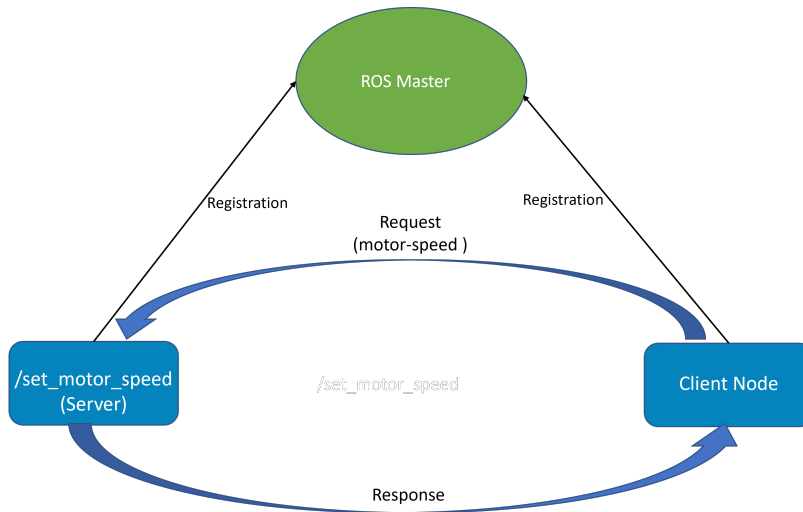 ROS Master
Registration
Registration
Request
(motor-speed )
/set_motor_speed
(Server)
/set_motor_speed
Client Node
Response